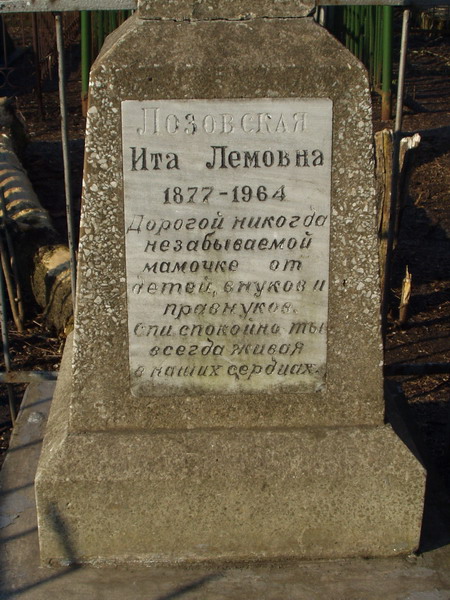 Лозовская
Ита Лемовна
1877-1964
Дорогой никогда
незабываемой
мамочке от
детей, внуков и
правнуков.
Спи спокойно ты
всегда живая
в наших сердцах.